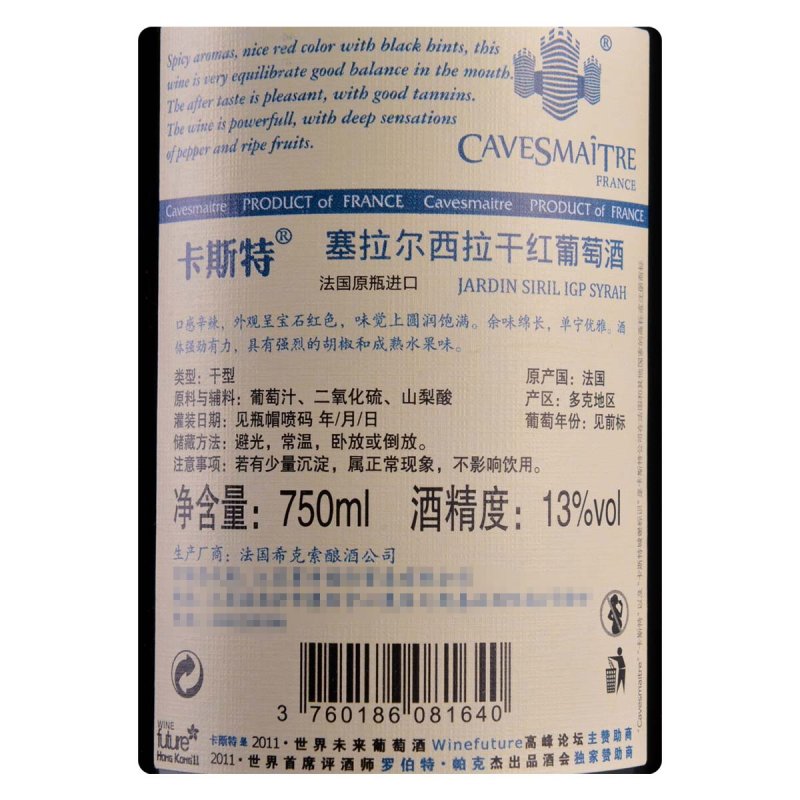 Spicy aromas, nice red color with black hints, this
wine is very equilibrate good balance in the mouth.
The after taste is pleasant, with good tannins.
The wine is powerfull, with deep sensations
of pepper and ripe fruits.
®
CAVESMAÎTRE
FRANCE
Cavesmaitre PRODUCT of FRANCE Cavesmaitre PRODUCT of FRANCE
卡斯特® 塞拉尔西拉干红葡萄酒
法国原瓶进口 JARDIN SIRIL IGP SYRAH
口感辛辣，外观呈宝石红色，味觉上圆润饱满。余味绵长，单宁优雅。酒
体强劲有力，具有强烈的胡椒和成熟水果味。
类型：干型 原产国：法国
原料与辅料：葡萄汁、二氧化硫、山梨酸 产区：多克地区
灌装日期：见瓶帽喷码 年/月/日 葡萄年份：见前标
储藏方法：避光，常温，卧放或倒放。
注意事项：若有少量沉淀，属正常现象，不影响饮用。
净含量：750ml 酒精度：13%vol
生产厂商：法国希克索酿酒公司
3 760186 081640
WINE
future
HONG KONG11
卡斯特是2011·世界未来葡萄酒Winefuture高峰论坛主赞助商
2011·世界首席评酒师罗伯特·帕克杰出品酒会独家赞助商
"Cavesmaitre" "卡斯特"